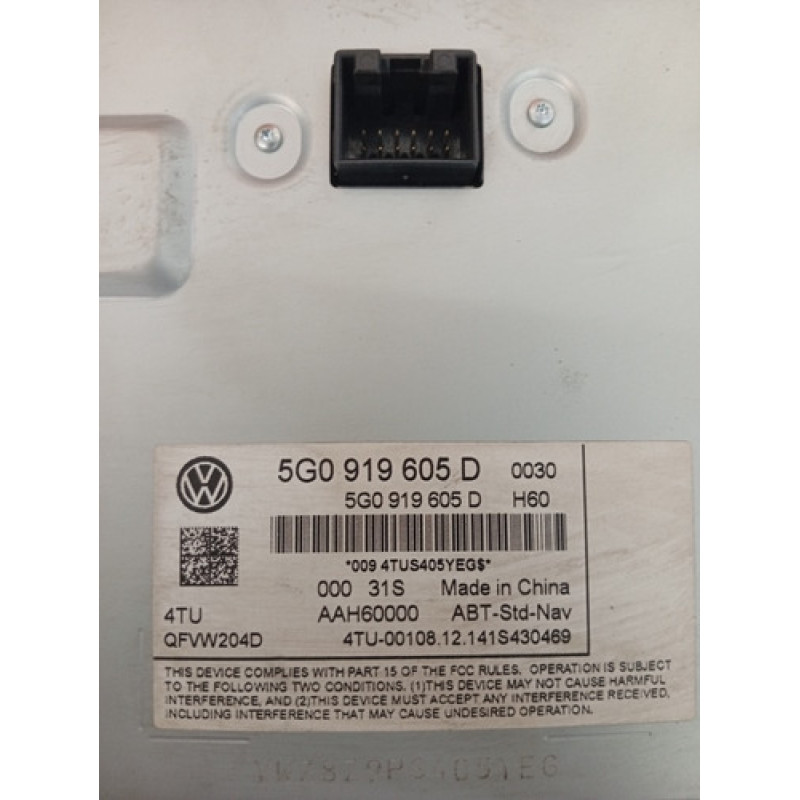 5G0 919 605 D 0030
5G0 919 605 D H60
*009 4TUS405YEG$*
000 31S Made in China
4TU AAH60000 ABT-Std-Nav
QFVW204D 4TU-00108.12.141S430469
THIS DEVICE COMPLIES WITH PART 15 OF THE FCC RULES. OPERATION IS SUBJECT
TO THE FOLLOWING TWO CONDITIONS. (1)THIS DEVICE MAY NOT CAUSE HARMFUL
INTERFERENCE, AND (2)THIS DEVICE MUST ACCEPT ANY INTERFERENCE RECEIVED,
INCLUDING INTERFERENCE THAT MAY CAUSE UNDESIRED OPERATION.